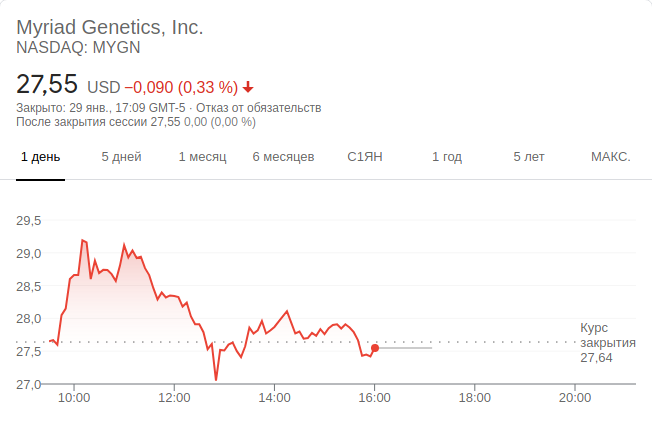 Myriad Genetics, Inc.
NASDAQ: MYGN
27,55 USD −0,090 (0,33 %)
Закрыто: 29 янв., 17:09 GMT-5 · Отказ от обязательств
После закрытия сессии 27,55 0,00 (0,00 %)
1 день 5 дней 1 месяц 6 месяцев С1ЯН 1 год 5 лет МАКС.
29,5
29,0
28,5
28,0
27,5
27,0
Курс
закрытия
27,64
10:00 12:00 14:00 16:00 18:00 20:00